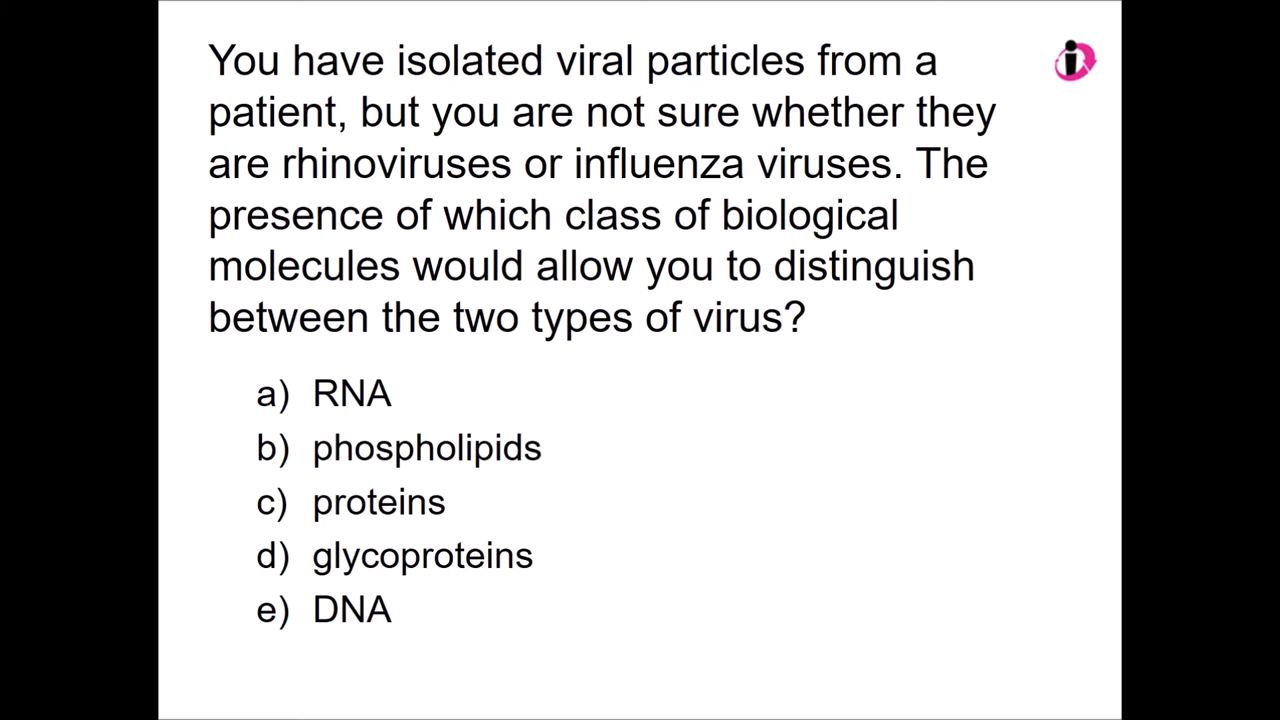 You have isolated viral particles from a
patient, but you are not sure whether they
are rhinoviruses or influenza viruses. The
presence of which class of biological
molecules would allow you to distinguish
between the two types of virus?
a) RNA
b) phospholipids
c) proteins
d) glycoproteins
e) DNA